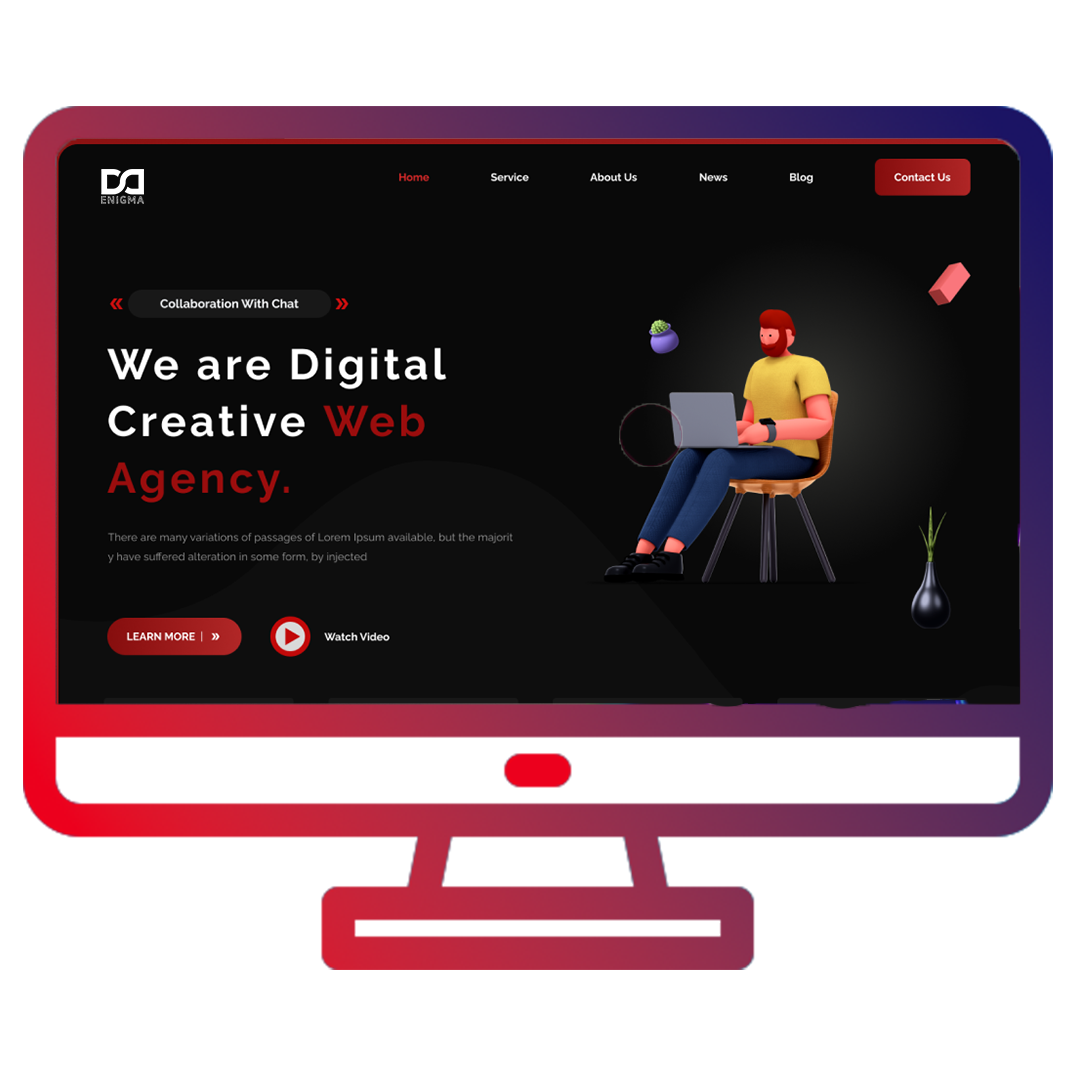 ENIGMA
Home Service About Us News Blog Contact Us
« Collaboration With Chat »
We are Digital
Creative Web
Agency.
There are many variations of passages of Lorem Ipsum available, but the majorit
y have suffered alteration in some form, by injected
LEARN MORE | » Watch Video